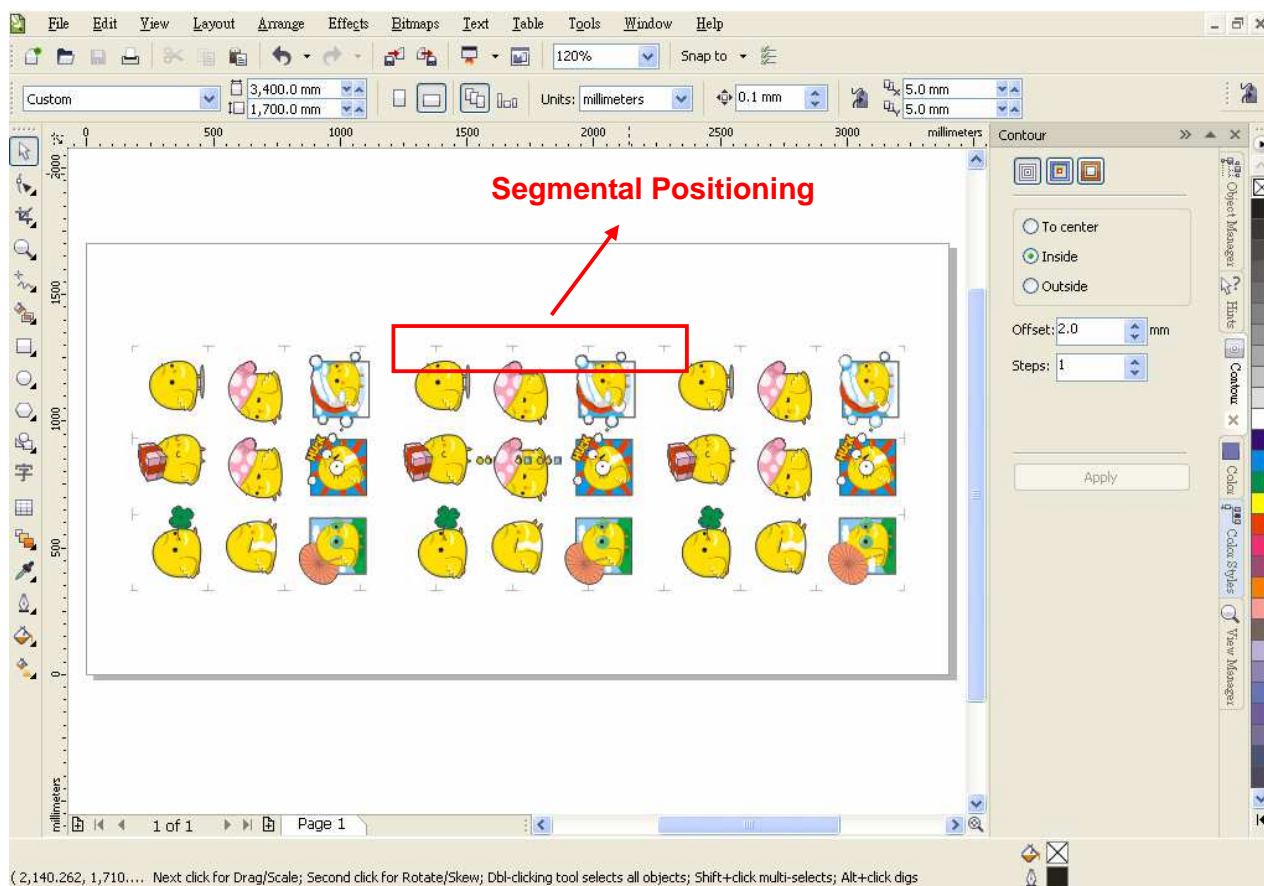 File Edit View Layout Arrange Effects Bitmaps Text Table Tools Window Help
120% Snap to
Custom 3,400.0 mm 1,700.0 mm Units: millimeters 0.1 mm 5.0 mm 5.0 mm
0 500 1000 1500 2000 2500 3000 millimeters
Contour
2000
1500
1000
500
0
millimeters
Segmental Positioning
To center
Inside
Outside
Offset: 2.0 mm
Steps: 1
Apply
Object Manager
Hints
Contour
Color
Color Styles
View Manager
字
1 of 1 Page 1
( 2,140.262, 1,710.... Next click for Drag/Scale; Second click for Rotate/Skew; Dbl-clicking tool selects all objects; Shift+click multi-selects; Alt+click digs